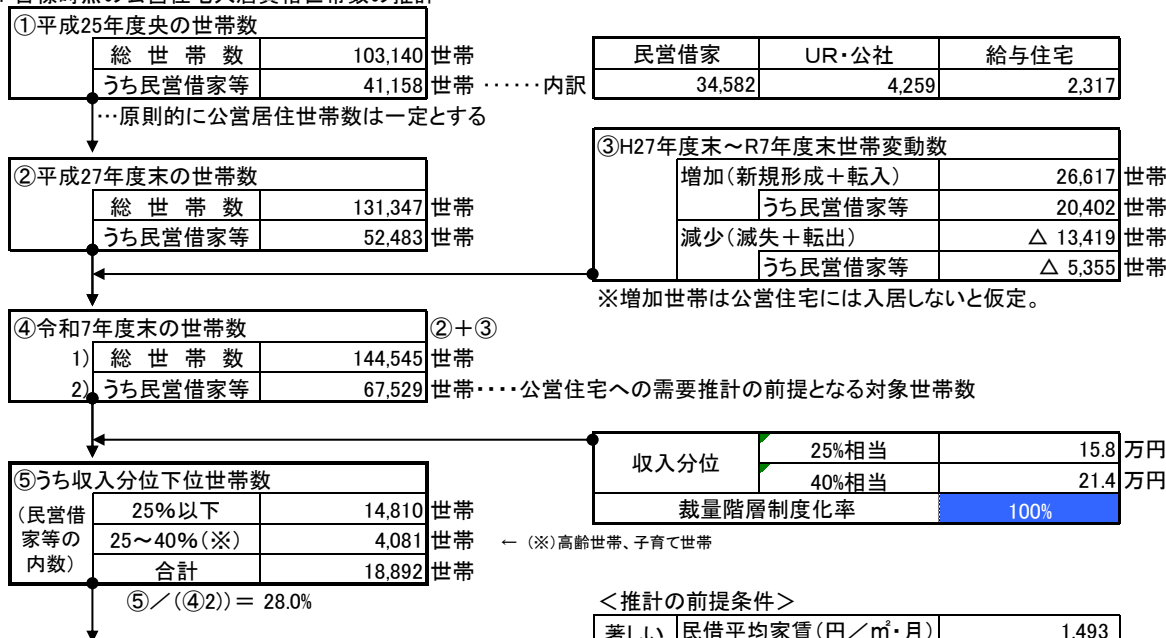 ①平成25年度央の世帯数
総 世 帯 数 103,140 世帯
うち民営借家等 41,158 世帯 ‥‥‥内訳
民営借家 UR・公社 給与住宅
34,582 4,259 2,317
…原則的に公営居住世帯数は一定とする
③H27年度末～R7年度末世帯変動数
増加(新規形成＋転入) 26,617 世帯
うち民営借家等 20,402 世帯
減少(滅失＋転出) △ 13,419 世帯
うち民営借家等 △ 5,355 世帯
※増加世帯は公営住宅には入居しないと仮定。
②平成27年度末の世帯数
総 世 帯 数 131,347 世帯
うち民営借家等 52,483 世帯
④令和7年度末の世帯数 ②＋③
1) 総 世 帯 数 144,545 世帯
2) うち民営借家等 67,529 世帯・・・・公営住宅への需要推計の前提となる対象世帯数
収入分位 25%相当 15.8 万円
40%相当 21.4 万円
裁量階層制度化率 100%
⑤うち収入分位下位世帯数
(民営借家等の内数)
25%以下 14,810 世帯
25～40%(※) 4,081 世帯 ← (※)高齢世帯、子育て世帯
合計 18,892 世帯
⑤／(④2))＝ 28.0%
＜推計の前提条件＞
著しい 民借平均家賃(円／㎡・月) 1,493